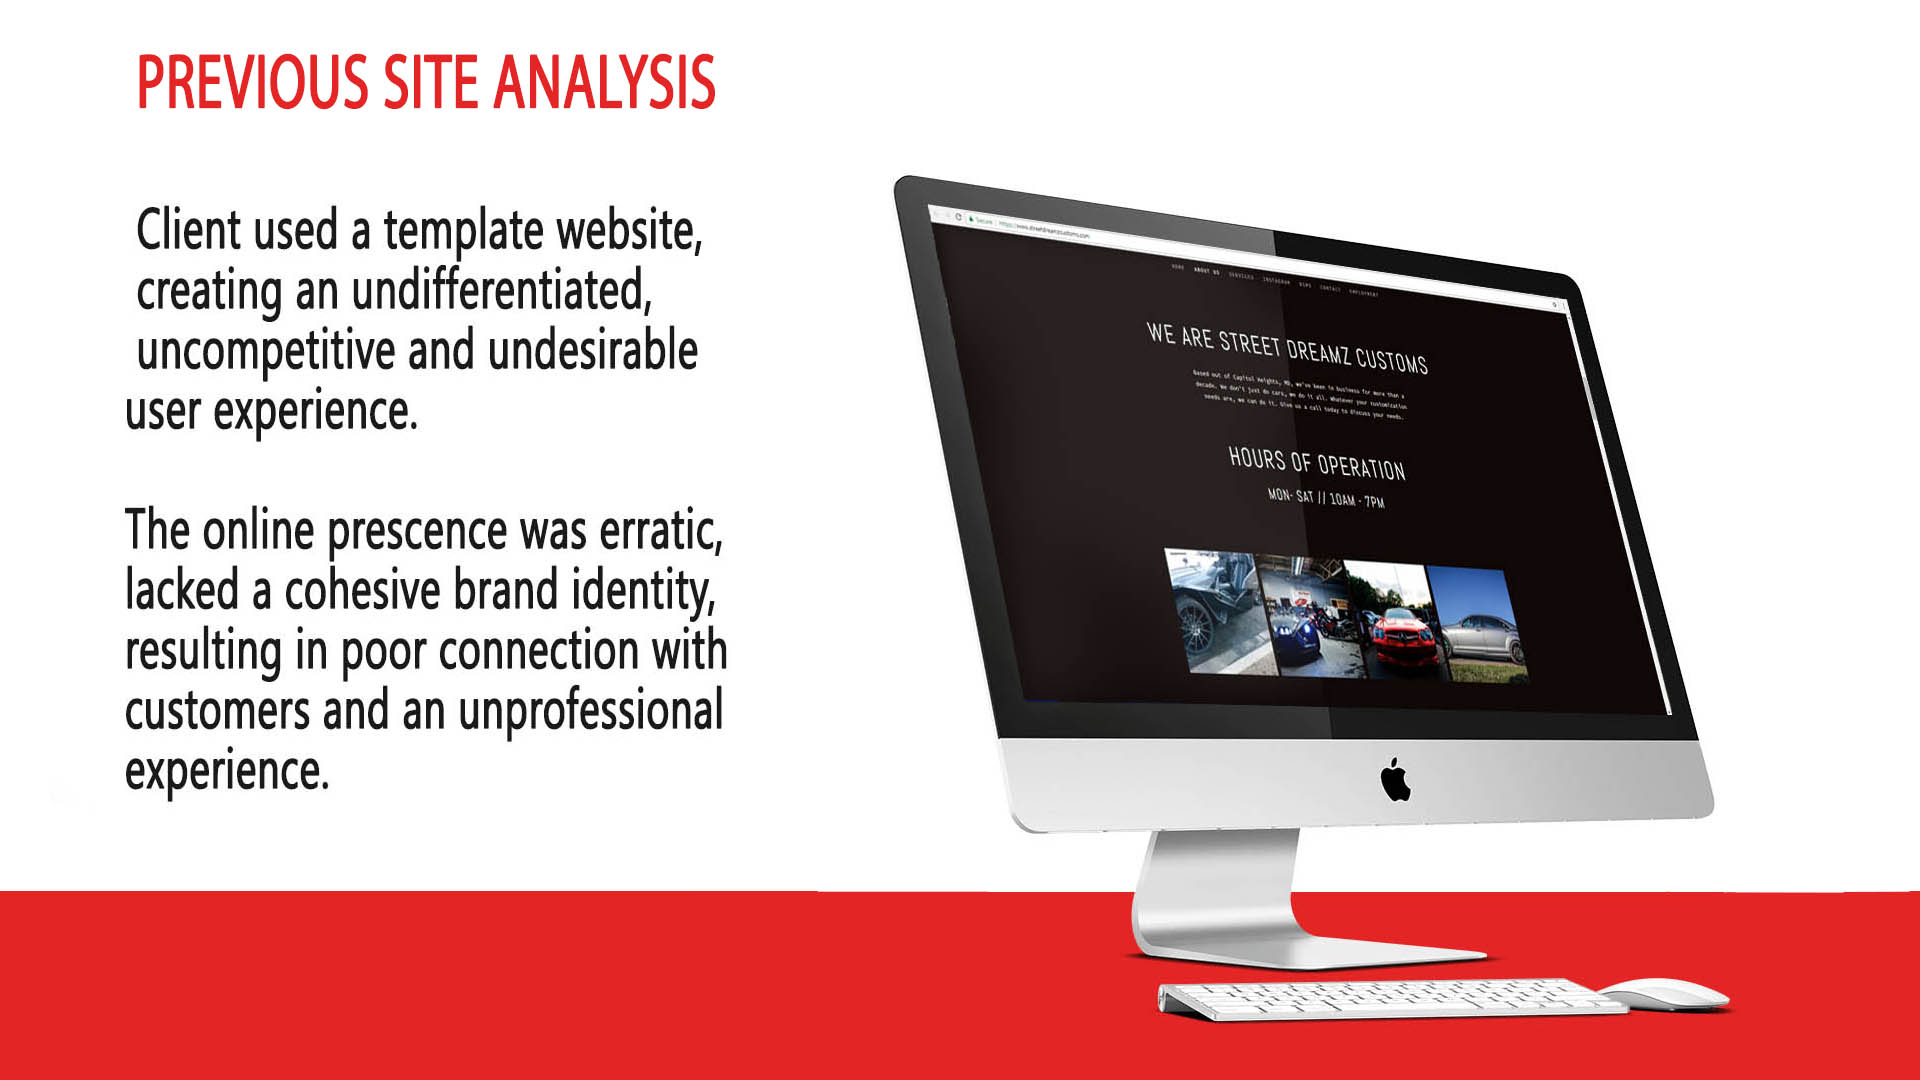 PREVIOUS SITE ANALYSIS
Client used a template website,
creating an undifferentiated,
uncompetitive and undesirable
user experience.
The online prescence was erratic,
lacked a cohesive brand identity,
resulting in poor connection with
customers and an unprofessional
experience.
Secure https://www.streetdreamzcustoms.com
HOME ABOUT US SERVICES INSTAGRAM CONTACT EMPLOYMENT
WE ARE STREET DREAMZ CUSTOMS
Based out of Capitol Heights, MD, we've been in business for more than a
decade. We don't just do cars, we do it all. Whatever your customization
needs are, we can do it. Give us a call today to discuss your needs.
HOURS OF OPERATION
MON- SAT // 10AM - 7PM